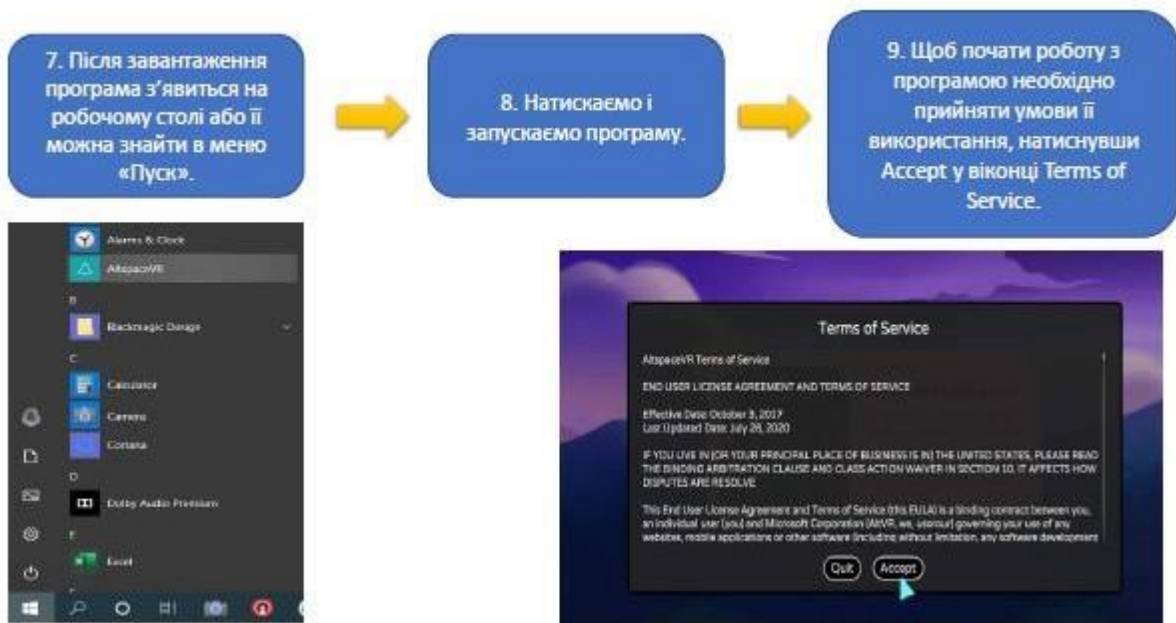 7. Після завантаження
програма з’явиться на
робочому столі або її
можна знайти в меню
«Пуск».
8. Натискаємо і
запускаємо програму.
9. Щоб почати роботу з
програмою необхідно
прийняти умови її
використання, натиснувши
Accept у віконці Terms of
Service.
Alarms & Clock
AltspaceVR
B
Blackmagic Design
C
Calculator
Camera
Cortana
D
Dolby Audio Premium
E
Excel
Terms of Service
AltspaceVR Terms of Service
END USER LICENSE AGREEMENT AND TERMS OF SERVICE
Effective Date: October 3, 2017
Last Updated Date: July 28, 2020
IF YOU LIVE IN (OR YOUR PRINCIPAL PLACE OF BUSINESS IS IN) THE UNITED STATES, PLEASE READ
THE BINDING ARBITRATION CLAUSE AND CLASS ACTION WAIVER IN SECTION 10. IT AFFECTS HOW
DISPUTES ARE RESOLVE
This End User License Agreement and Terms of Service (this EULA) is a binding contract between you,
an individual user (you) and Microsoft Corporation (AltVR, we, us or our) governing your use of any
websites, mobile applications or other software (including without limitation, any software development
Quit
Accept